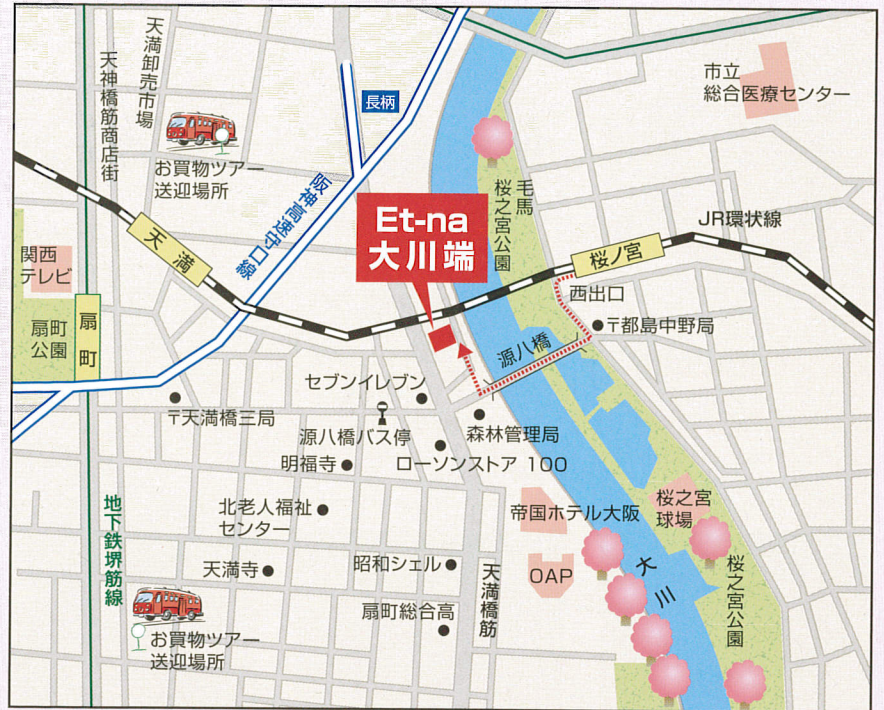 天満卸売市場
天神橋筋商店街
お買物ツアー
送迎場所
長柄
阪神高速守口線
市立
総合医療センター
毛馬
桜之宮公園
Et-na
大川端
JR環状線
天満
桜ノ宮
西出口
〒都島中野局
源八橋
関西
テレビ
扇町
公園
扇町
セブンイレブン
〒天満橋三局
源八橋バス停
森林管理局
明福寺
ローソンストア 100
北老人福祉
センター
帝国ホテル大阪
桜之宮
球場
地下鉄堺筋線
天満寺
昭和シェル
天満橋筋
OAP
大川
桜之宮公園
扇町総合高
お買物ツアー
送迎場所